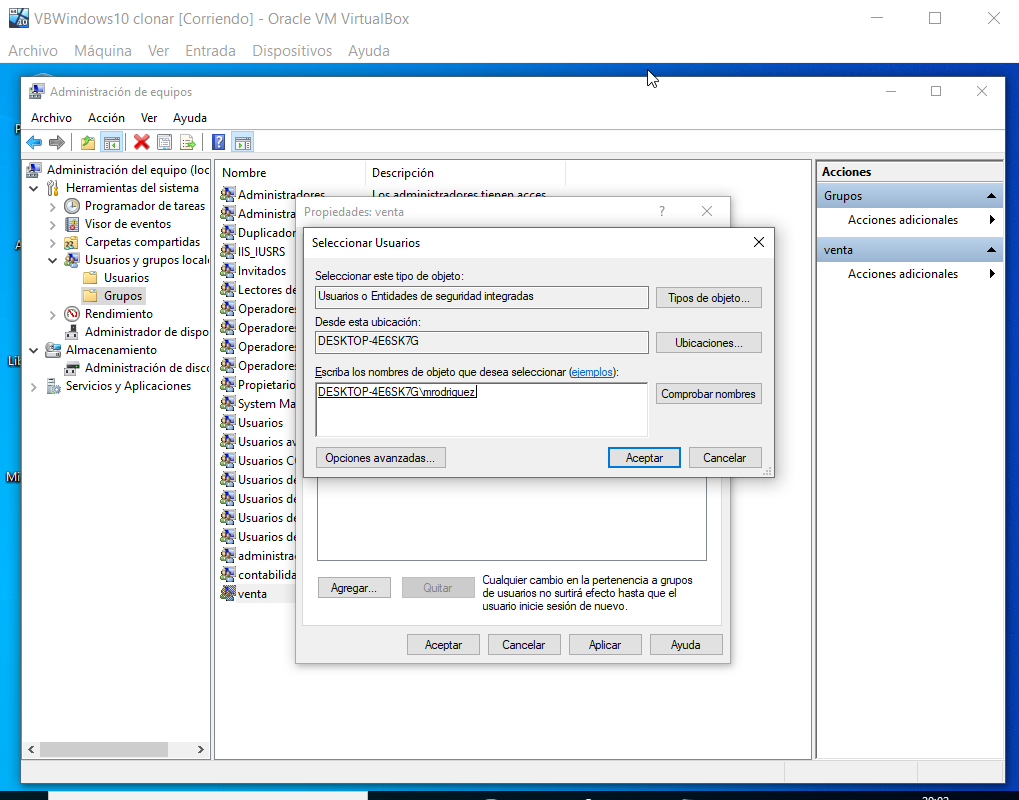 VBWindows10 clonar [Corriendo] - Oracle VM VirtualBox
Archivo Máquina Ver Entrada Dispositivos Ayuda
Administración de equipos
Archivo Acción Ver Ayuda
Administración del equipo (loc
Herramientas del sistema
Programador de tareas
Visor de eventos
Carpetas compartidas
Usuarios y grupos locale
Usuarios
Grupos
Rendimiento
Administrador de dispo
Almacenamiento
Administración de disco
Servicios y Aplicaciones
Nombre Descripción
Administradores Los administradores tienen acces
Administra
Duplicador
IIS_IUSRS
Invitados
Lectores de
Operadore
Operadore
Operadore
Operadore
Propietario
System Ma
Usuarios
Usuarios av
Usuarios CO
Usuarios de
Usuarios de
Usuarios de
Usuarios de
administra
contabilida
venta
Propiedades: venta
Seleccionar Usuarios
Seleccionar este tipo de objeto:
Usuarios o Entidades de seguridad integradas
Tipos de objeto...
Desde esta ubicación:
DESKTOP-4E6SK7G
Ubicaciones...
Escriba los nombres de objeto que desea seleccionar (ejemplos):
DESKTOP-4E6SK7G\mrodriguez
Comprobar nombres
Opciones avanzadas... Aceptar Cancelar
Agregar... Quitar
Cualquier cambio en la pertenencia a grupos
de usuarios no surtirá efecto hasta que el
usuario inicie sesión de nuevo.
Aceptar Cancelar Aplicar Ayuda
Acciones
Grupos
Acciones adicionales
venta
Acciones adicionales